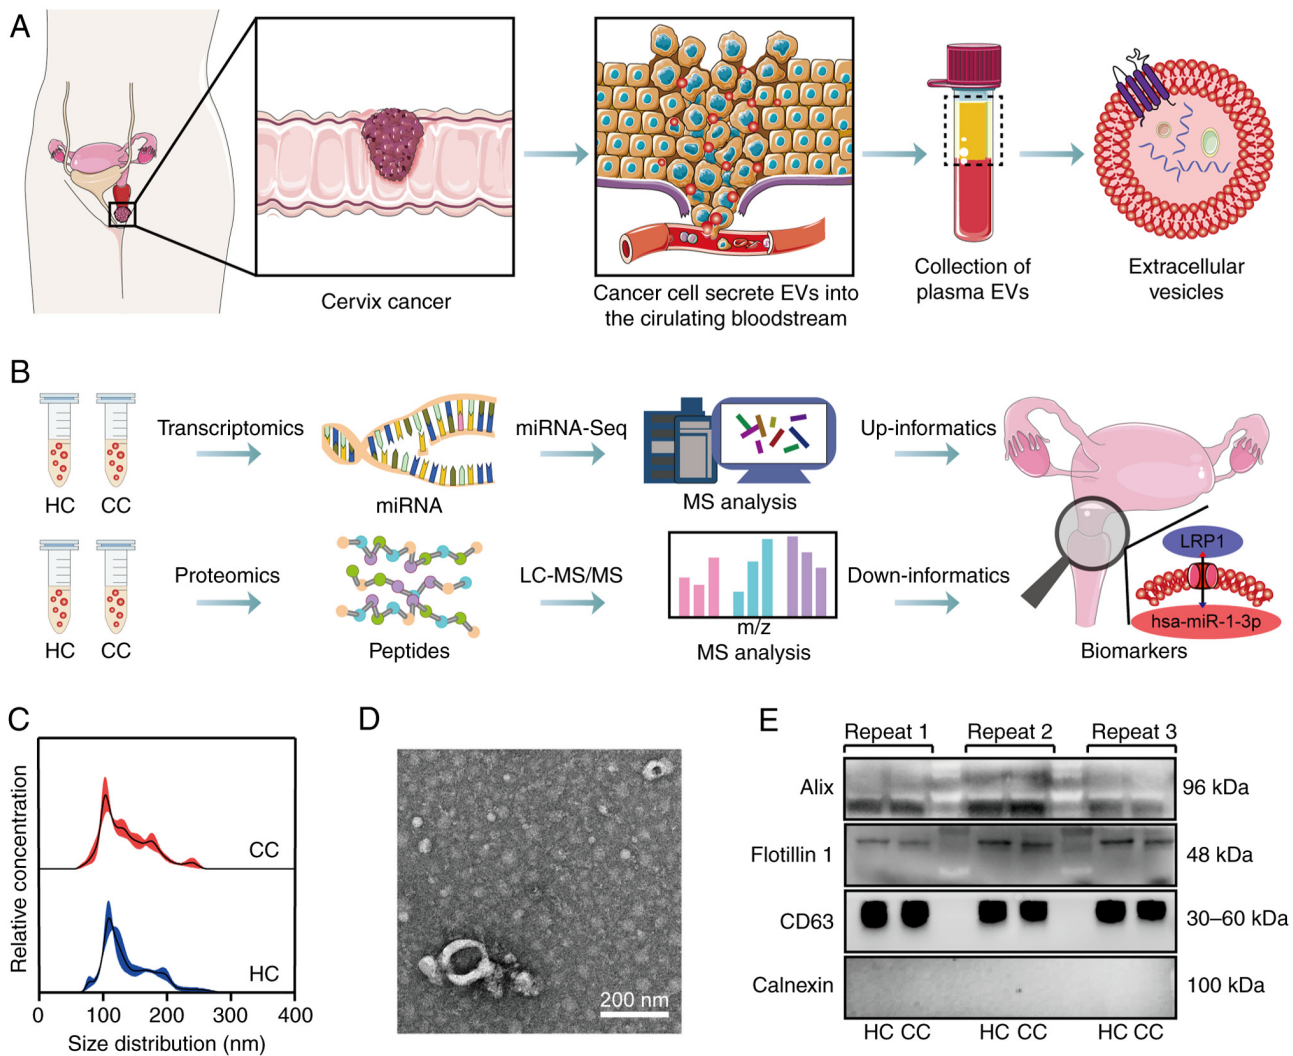 A
Cervix cancer
Cancer cell secrete EVs into
the cirulating bloodstream
Collection of
plasma EVs
Extracellular
vesicles
B
HC CC
Transcriptomics
miRNA
miRNA-Seq
MS analysis
Up-informatics
HC CC
Proteomics
Peptides
LC-MS/MS
m/z
MS analysis
Down-informatics
LRP1
hsa-miR-1-3p
Biomarkers
C
Relative concentration
CC
HC
0 100 200 300 400
Size distribution (nm)
D
200 nm
E
Repeat 1 Repeat 2 Repeat 3
Alix 96 kDa
Flotillin 1 48 kDa
CD63 30–60 kDa
Calnexin 100 kDa
HC CC HC CC HC CC